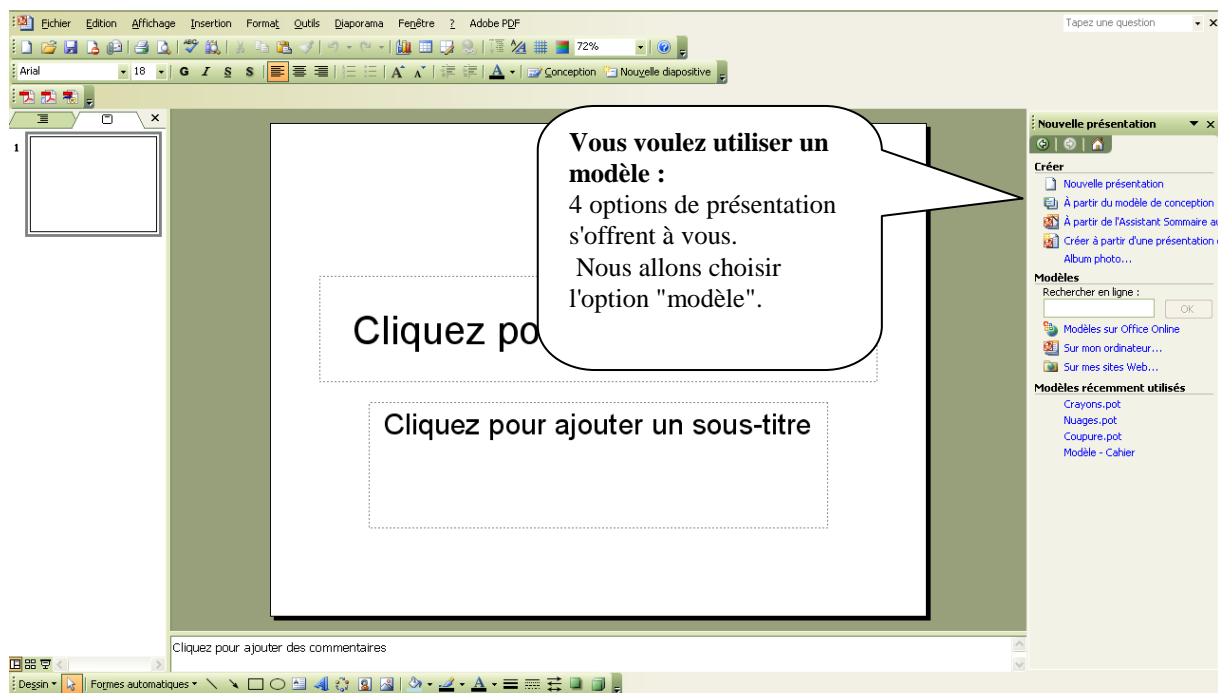 Fichier Edition Affichage Insertion Format Outils Diaporama Fenêtre ? Adobe PDF Tapez une question
72%
Arial 18 G I S S Conception Nouvelle diapositive
1
Vous voulez utiliser un
modèle :
4 options de présentation
s'offrent à vous.
Nous allons choisir
l'option "modèle".
Cliquez po
Cliquez pour ajouter un sous-titre
Nouvelle présentation
Créer
Nouvelle présentation
À partir du modèle de conception
À partir de l'Assistant Sommaire au
Créer à partir d'une présentation
Album photo...
Modèles
Rechercher en ligne :
OK
Modèles sur Office Online
Sur mon ordinateur...
Sur mes sites Web...
Modèles récemment utilisés
Crayons.pot
Nuages.pot
Coupure.pot
Modèle - Cahier
Cliquez pour ajouter des commentaires
Dessin Formes automatiques